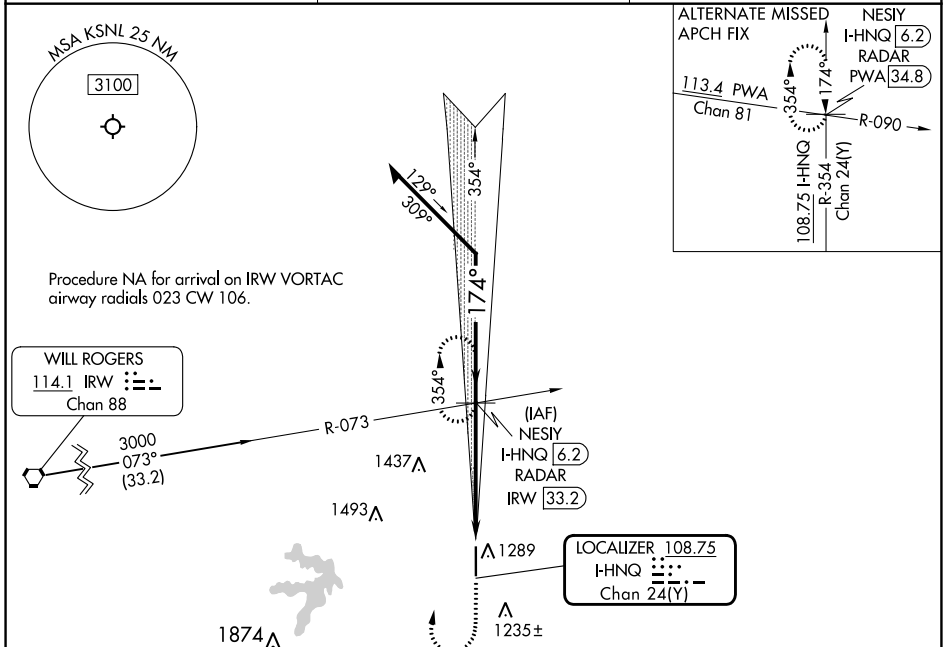 MSA KSNL 25 NM
3100
Procedure NA for arrival on IRW VORTAC
airway radials 023 CW 106.
WILL ROGERS
114.1 IRW
Chan 88
3000
073°
(33.2)
R-073
129°
309°
354°
174°
354°
(IAF)
NESIY
I-HNQ 6.2
RADAR
IRW 33.2
1437
1493
1289
1235±
1874
LOCALIZER 108.75
I-HNQ
Chan 24(Y)
ALTERNATE MISSED
APCH FIX
NESIY
I-HNQ 6.2
RADAR
PWA 34.8
113.4 PWA
Chan 81
354°
174°
R-090
108.75 I-HNQ
R-354
Chan 24(Y)